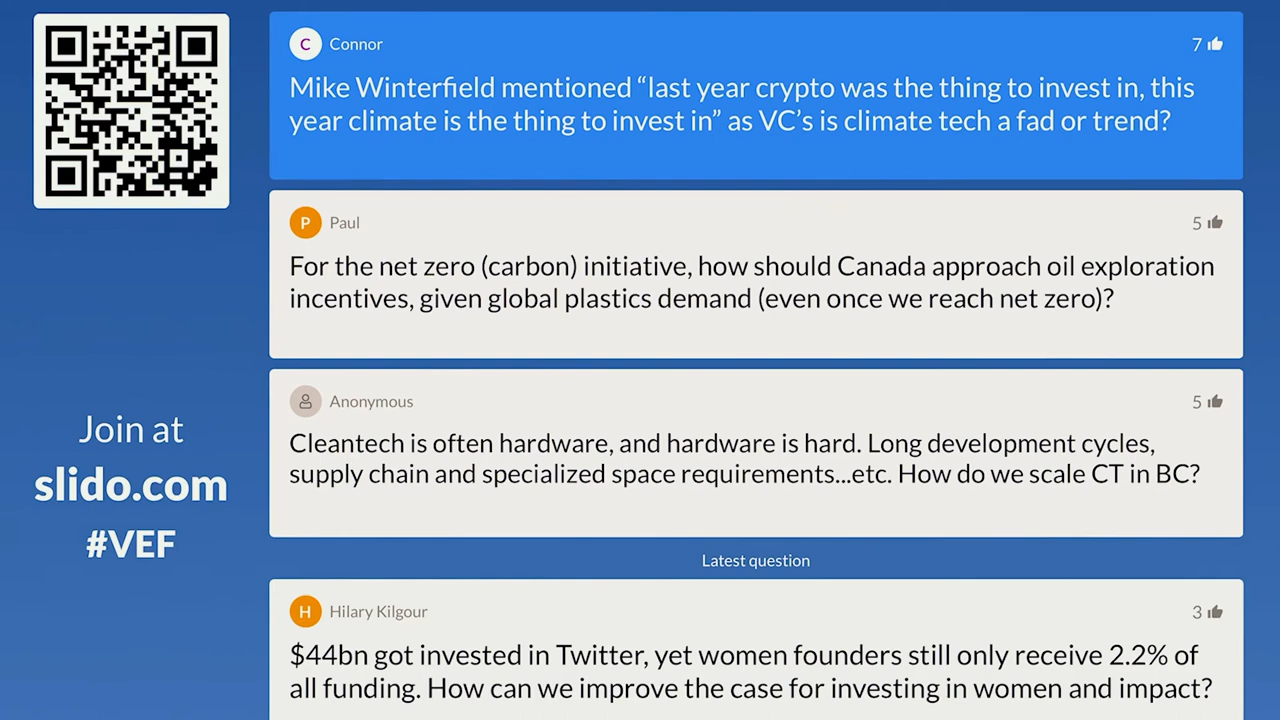 C Connor 7
Mike Winterfield mentioned “last year crypto was the thing to invest in, this
year climate is the thing to invest in” as VC’s is climate tech a fad or trend?
P Paul 5
For the net zero (carbon) initiative, how should Canada approach oil exploration
incentives, given global plastics demand (even once we reach net zero)?
Anonymous 5
Cleantech is often hardware, and hardware is hard. Long development cycles,
supply chain and specialized space requirements...etc. How do we scale CT in BC?
Join at
slido.com
#VEF
Latest question
H Hilary Kilgour 3
$44bn got invested in Twitter, yet women founders still only receive 2.2% of
all funding. How can we improve the case for investing in women and impact?